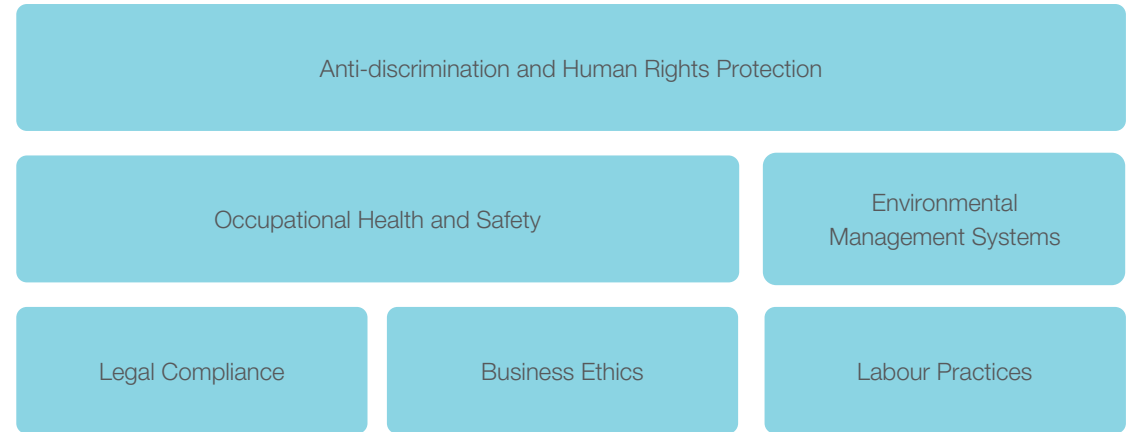 Anti-discrimination and Human Rights Protection
Occupational Health and Safety
Environmental
Management Systems
Legal Compliance
Business Ethics
Labour Practices